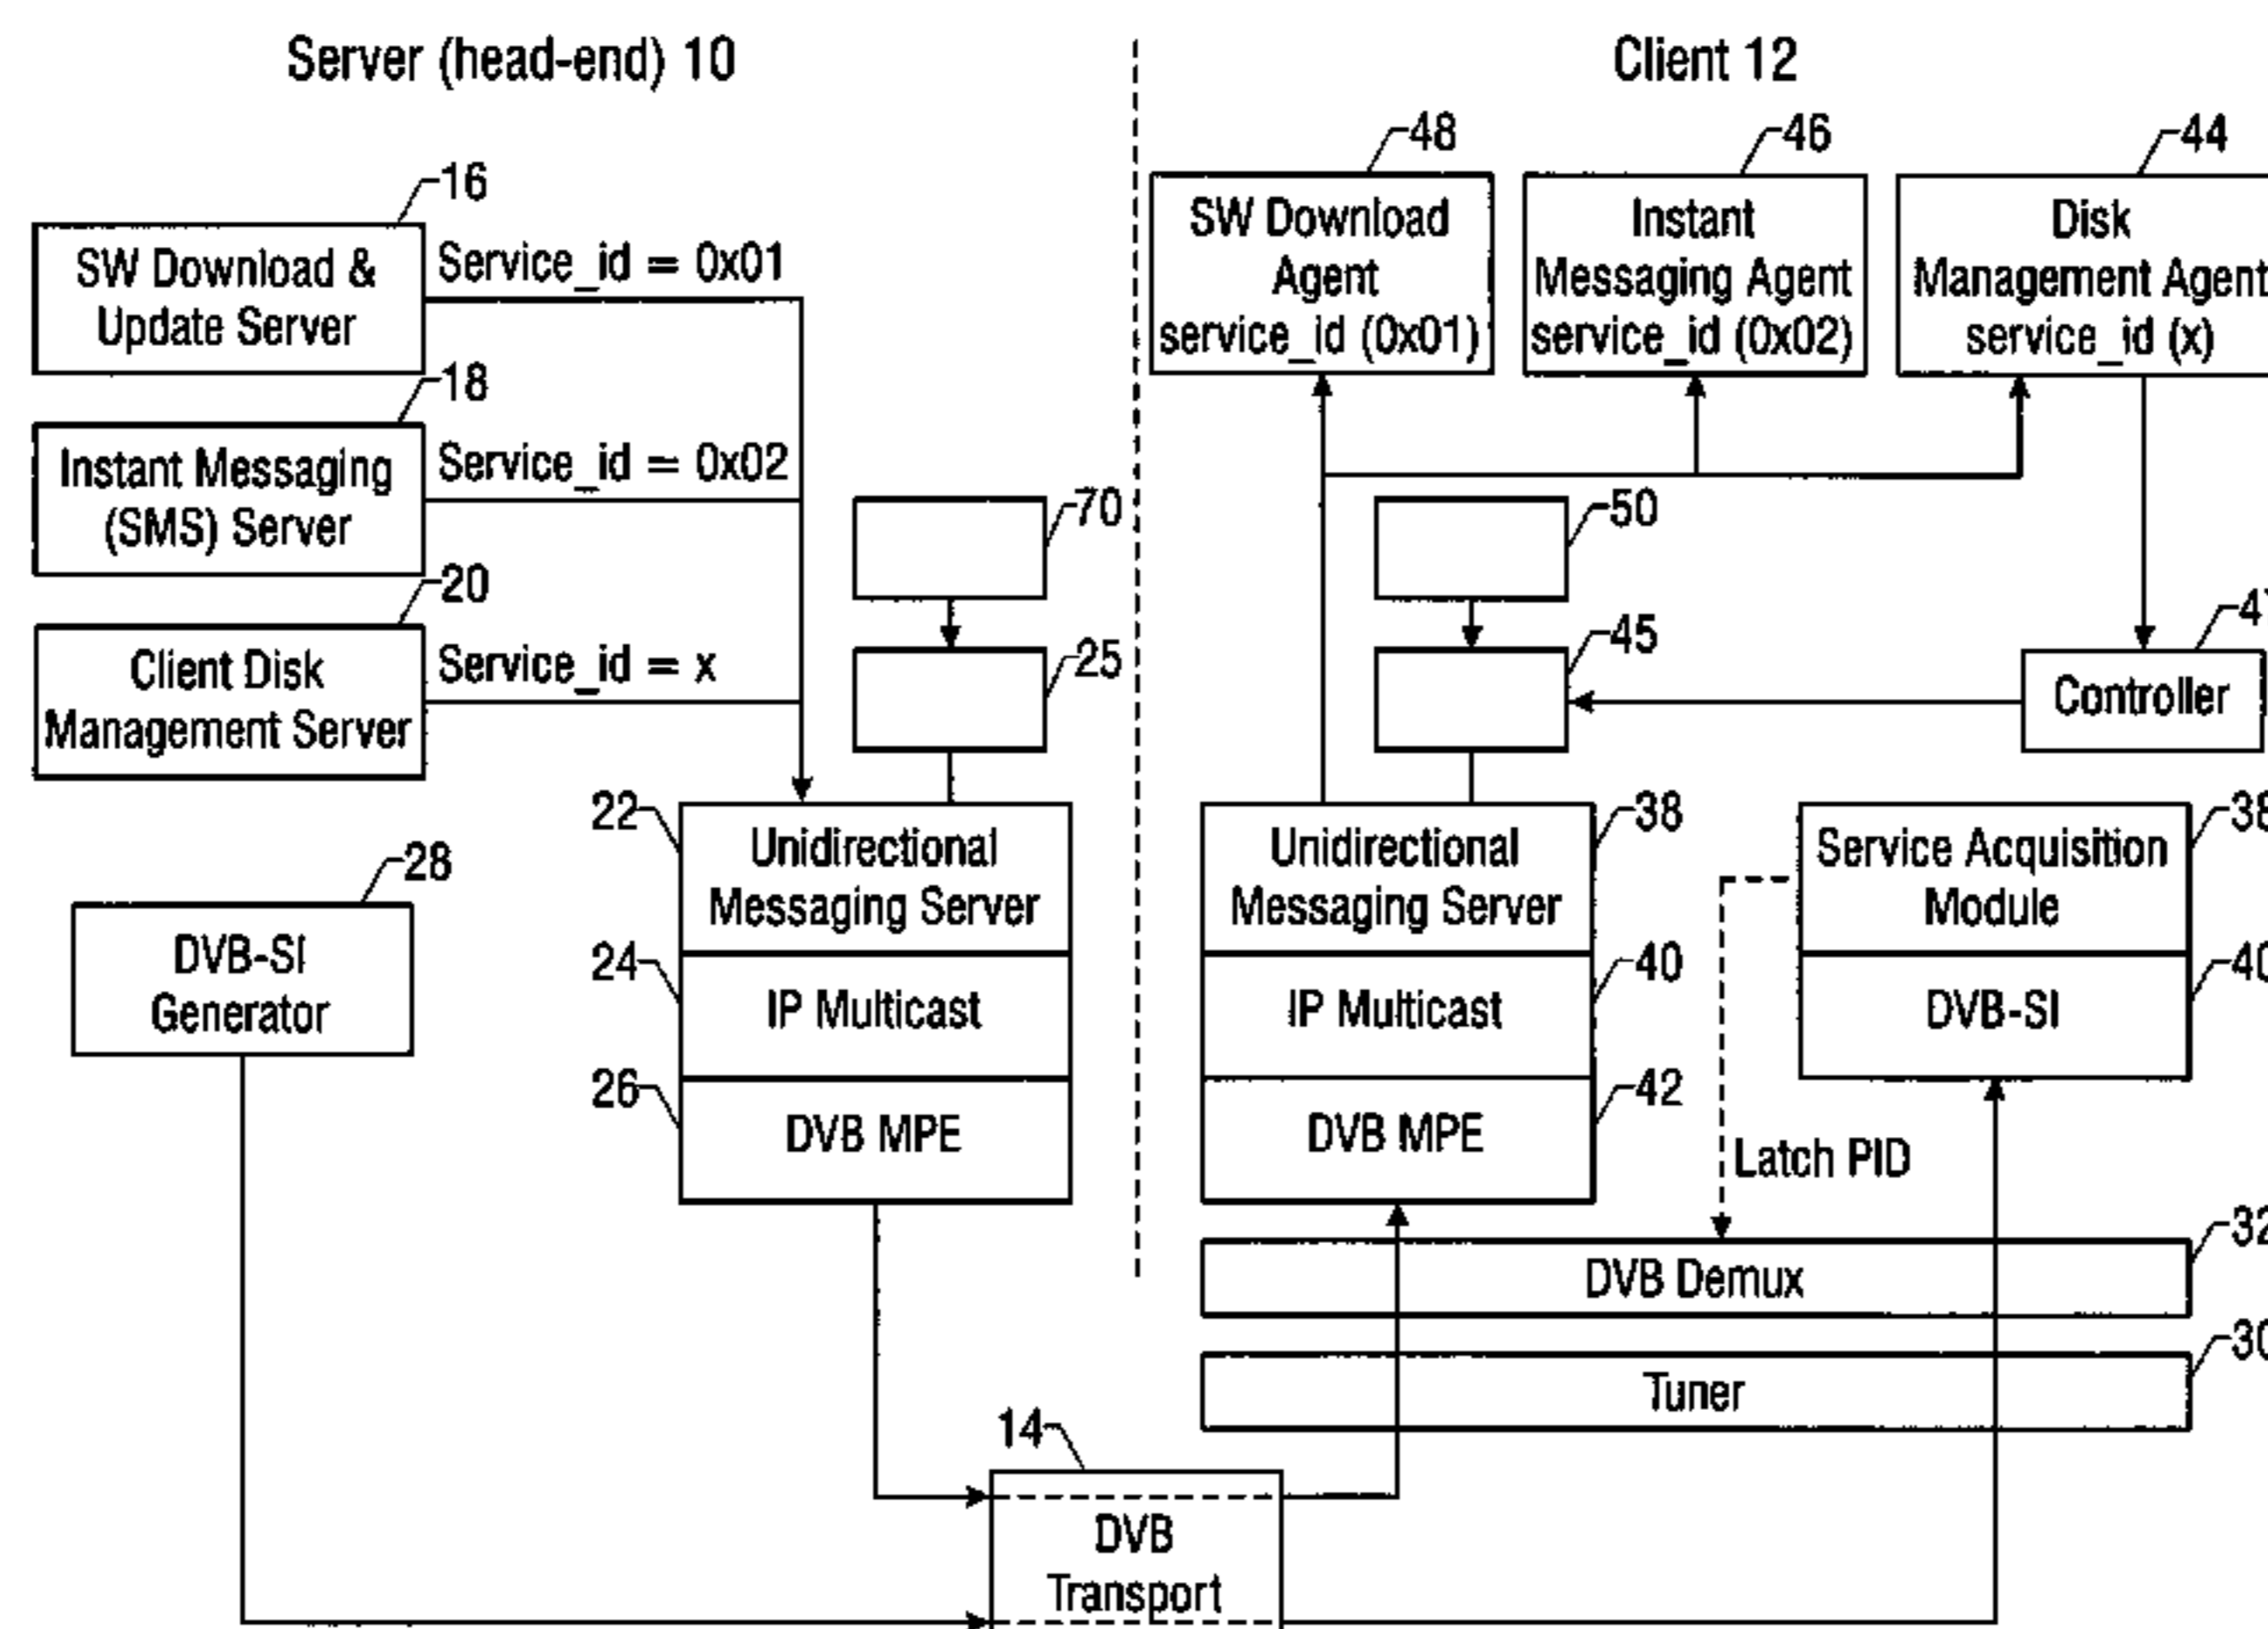 Server (head-end) 10
Client 12
16
SW Download &
Update Server
Service_id = 0x01
18
Instant Messaging
(SMS) Server
Service_id = 0x02
20
Client Disk
Management Server
Service_id = x
70
25
22
Unidirectional
Messaging Server
24
IP Multicast
26
DVB MPE
28
DVB-SI
Generator
48
SW Download
Agent
service_id (0x01)
46
Instant
Messaging Agent
service_id (0x02)
44
Disk
Management Agent
service_id (x)
50
45
Controller
Unidirectional
Messaging Server
38
IP Multicast
40
DVB MPE
42
Service Acquisition
Module
38
DVB-SI
40
Latch PID
DVB Demux
32
Tuner
30
14
DVB
Transport